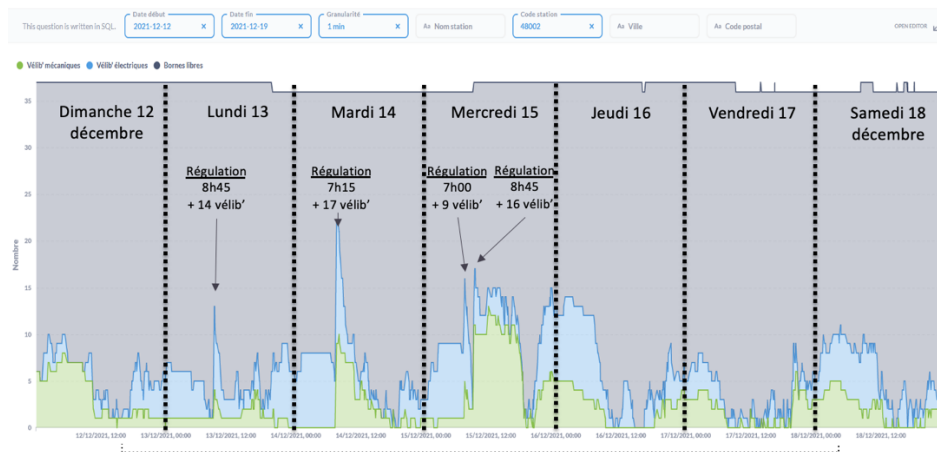 This question is written in SQL.
Date début
2021-12-12 ×
Date fin
2021-12-19 ×
Granularité
1 min ×
Aa Nom station
Code station
48002 ×
Aa Ville
Aa Code postal
OPEN EDITOR
Vélib' mécaniques Vélib' électriques Bornes libres
Dimanche 12
décembre
Lundi 13
Mardi 14
Mercredi 15
Jeudi 16
Vendredi 17
Samedi 18
décembre
Régulation
8h45
+ 14 vélib'
Régulation
7h15
+ 17 vélib'
Régulation
7h00
+ 9 vélib'
Régulation
8h45
+ 16 vélib'
Nombre
35
30
25
20
15
10
5
0
12/12/2021, 12:00
13/12/2021, 00:00
13/12/2021, 12:00
14/12/2021, 00:00
14/12/2021, 12:00
15/12/2021, 00:00
15/12/2021, 12:00
16/12/2021, 00:00
16/12/2021, 12:00
17/12/2021, 00:00
17/12/2021, 12:00
18/12/2021, 00:00
18/12/2021, 12:00